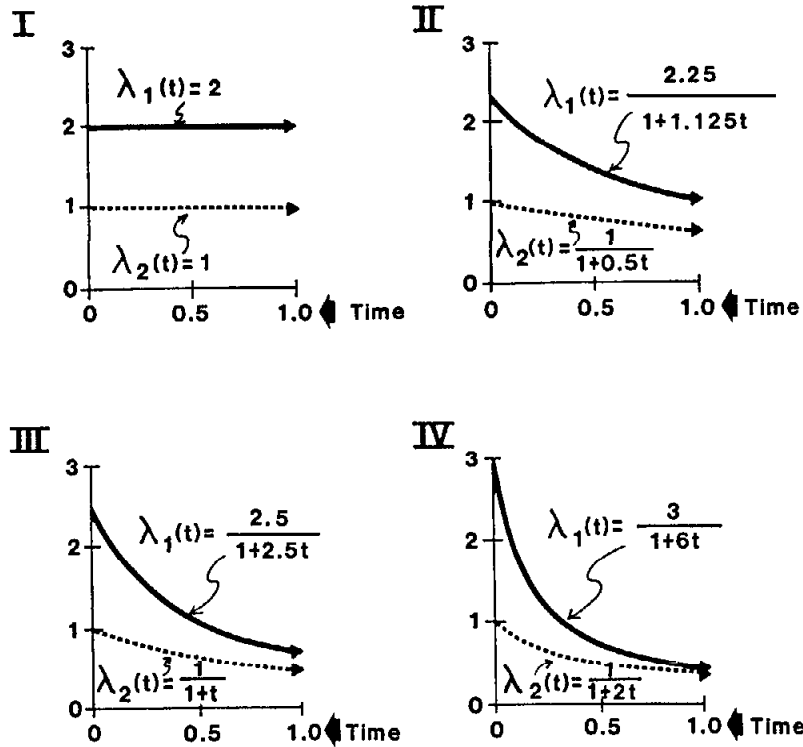 I
3
λ1(t)=2
2
1
λ2(t)=1
0
0 0.5 1.0 Time
II
3
λ1(t)= 2.25
1+1.125t
2
1
λ2(t)= 1
1+0.5t
0
0 0.5 1.0 Time
III
3
λ1(t)= 2.5
1+2.5t
2
1
λ2(t)= 1
1+t
0
0 0.5 1.0 Time
IV
3
λ1(t)= 3
1+6t
2
1
λ2(t)= 1
1+2t
0
0 0.5 1.0 Time